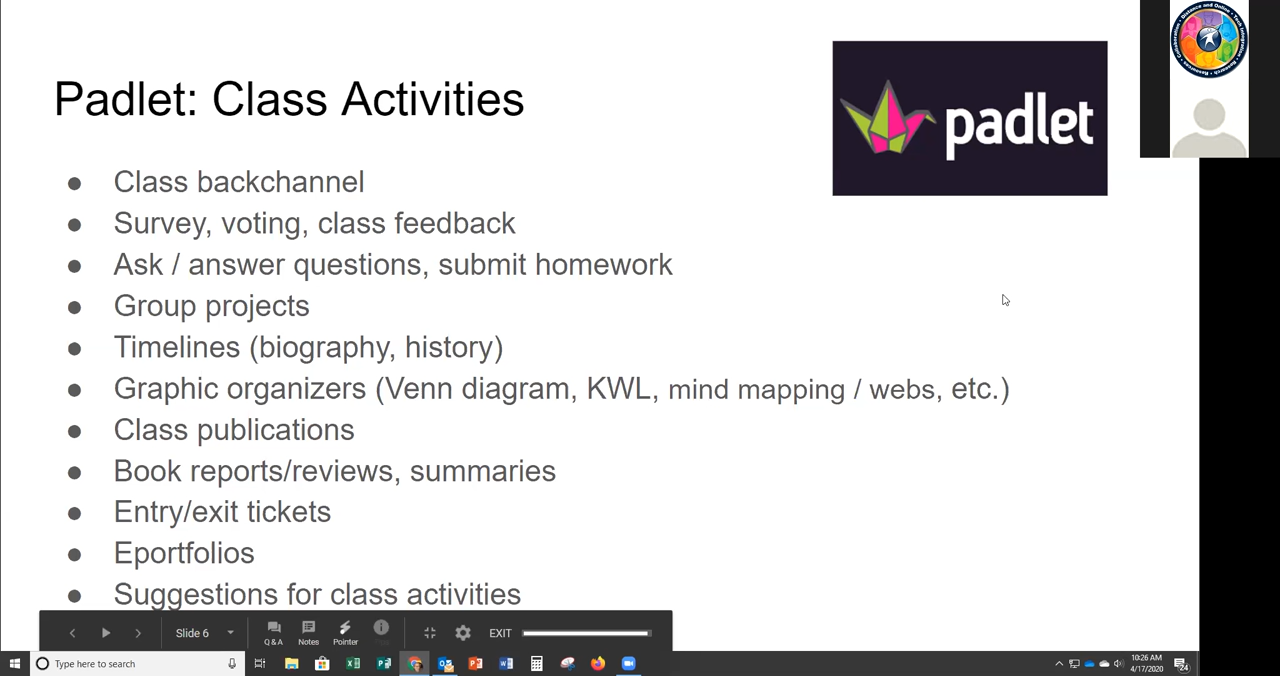 Padlet: Class Activities
padlet
Class backchannel
Survey, voting, class feedback
Ask / answer questions, submit homework
Group projects
Timelines (biography, history)
Graphic organizers (Venn diagram, KWL, mind mapping / webs, etc.)
Class publications
Book reports/reviews, summaries
Entry/exit tickets
Eportfolios
Suggestions for class activities
Slide 6
Q & A
Notes
Pointer
EXIT
Type here to search
10:26 AM
4/17/2020
24